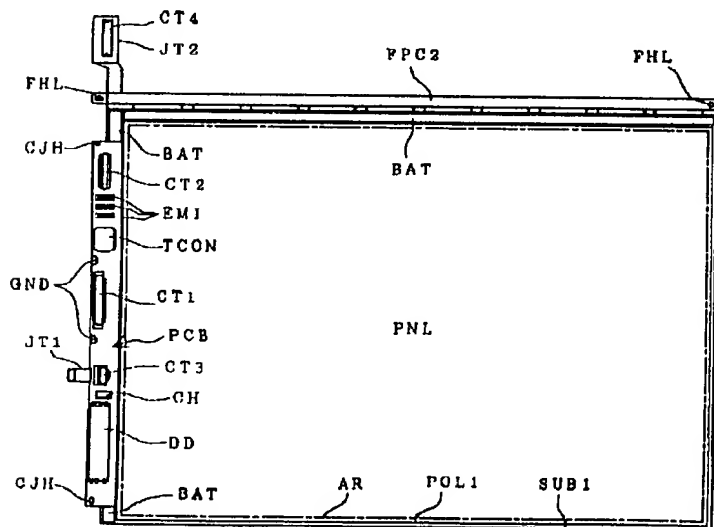 CT4
JT2
FPC2
FHL
FHL
CJH
BAT
BAT
CT2
EMI
TCON
GND
CT1
PNL
PCB
JT1
CT3
CH
DD
CJH
BAT
AR
POL1
SUB1